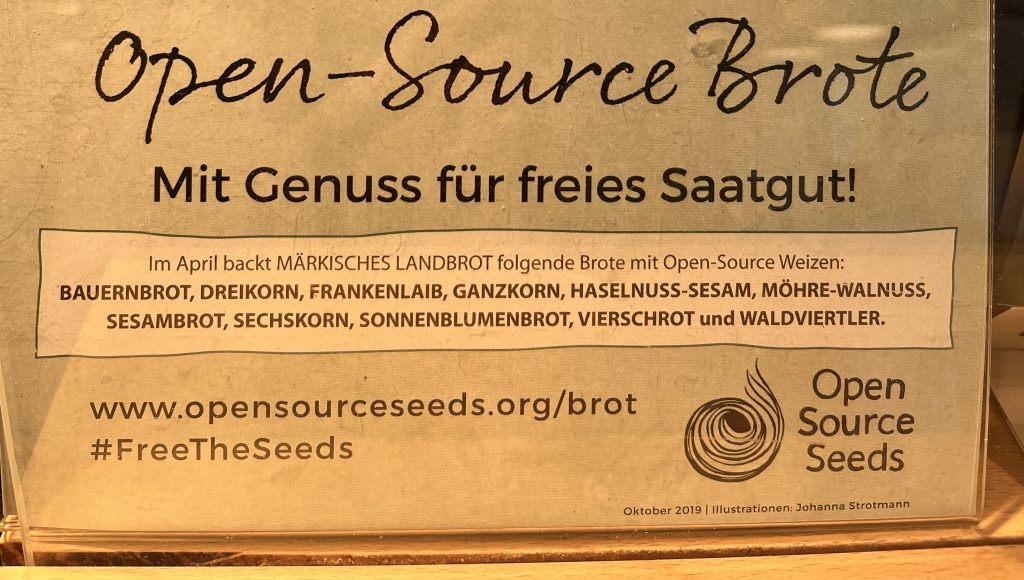 Open-Source Brote
Mit Genuss für freies Saatgut!
Im April backt MÄRKISCHES LANDBROT folgende Brote mit Open-Source Weizen:
BAUERNBROT, DREIKORN, FRANKENLAIB, GANZKORN, HASELNUSS-SESAM, MÖHRE-WALNUSS,
SESAMBROT, SECHSKORN, SONNENBLUMENBROT, VIERSCHROT und WALDVIERTLER.
www.opensourceseeds.org/brot
#FreeTheSeeds
Open
Source
Seeds
Oktober 2019 | Illustrationen: Johanna Strotmann